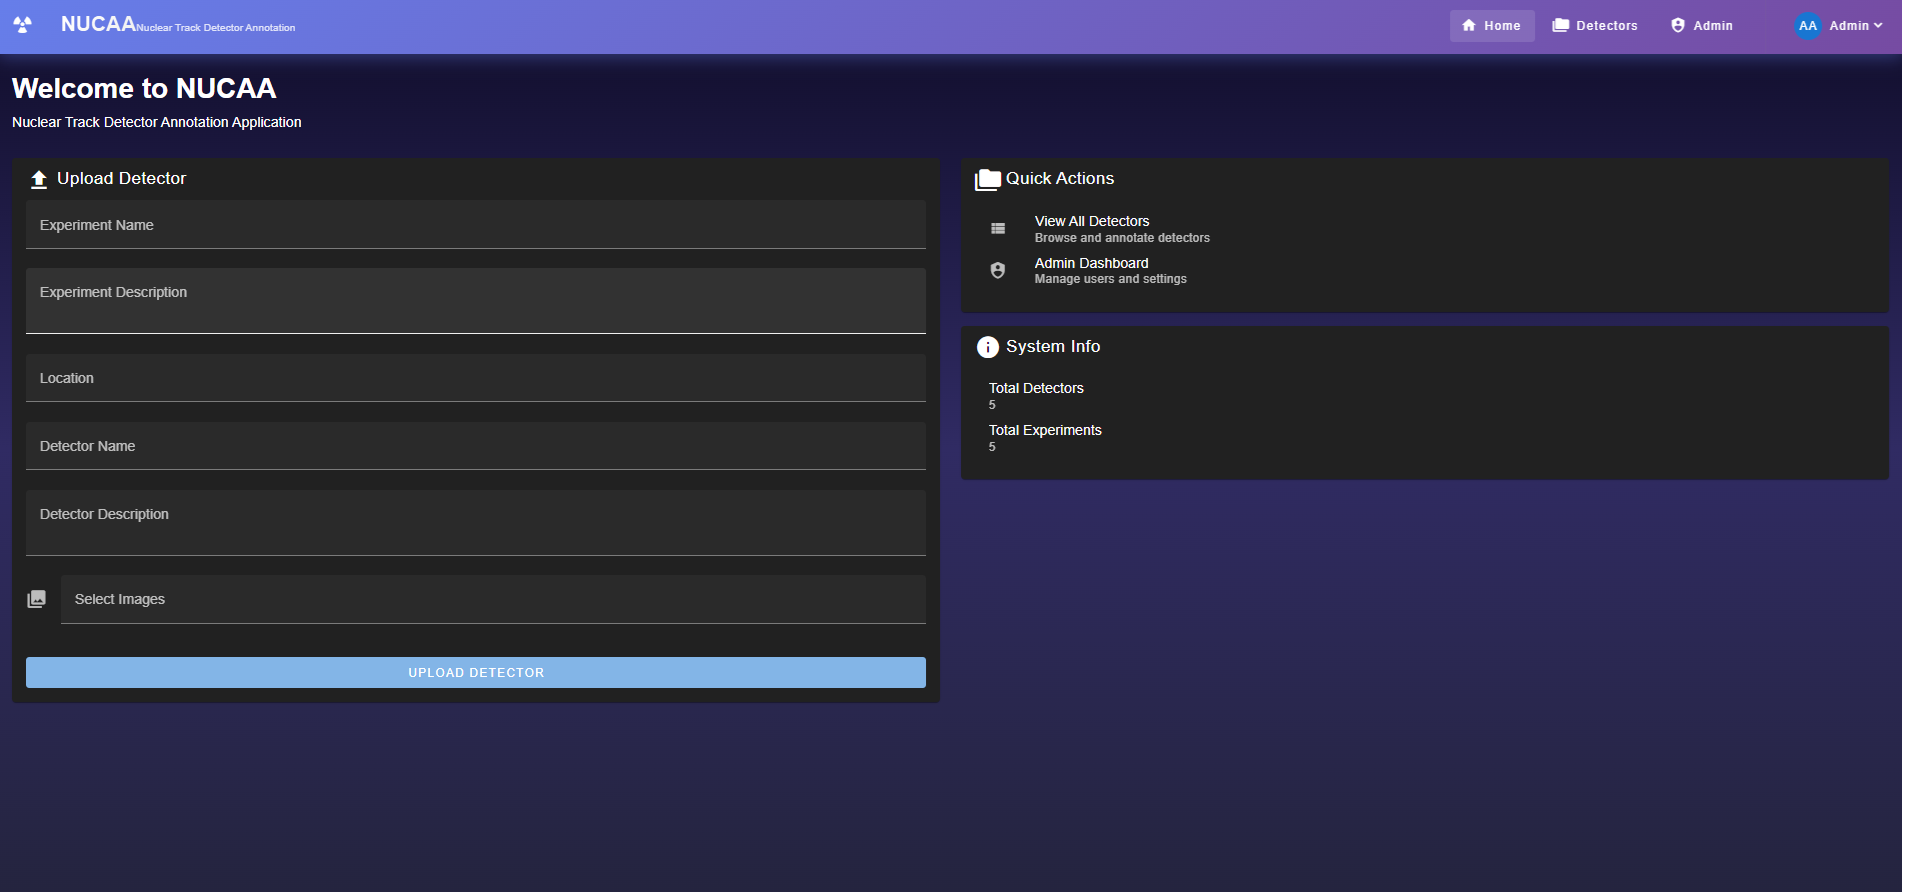 NUCAA Nuclear Track Detector Annotation
Home
Detectors
Admin
AA
Admin
Welcome to NUCAA
Nuclear Track Detector Annotation Application
Upload Detector
Experiment Name
Experiment Description
Location
Detector Name
Detector Description
Select Images
UPLOAD DETECTOR
Quick Actions
View All Detectors
Browse and annotate detectors
Admin Dashboard
Manage users and settings
System Info
Total Detectors
5
Total Experiments
5